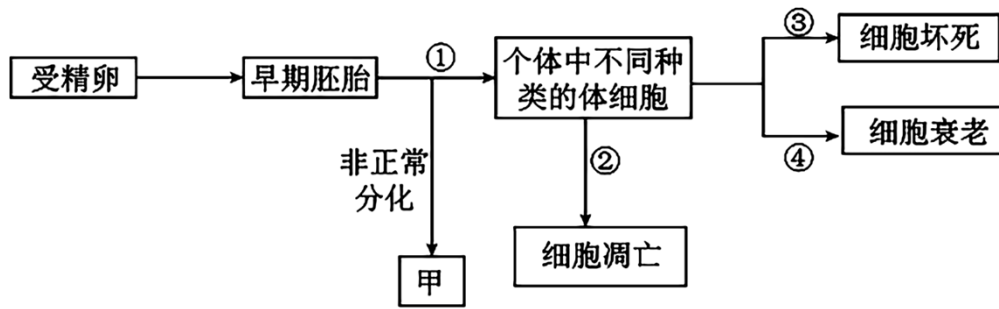 受精卵
早期胚胎
①
个体中不同种
类的体细胞
③
细胞坏死
④
细胞衰老
非正常
分化
②
甲
细胞凋亡